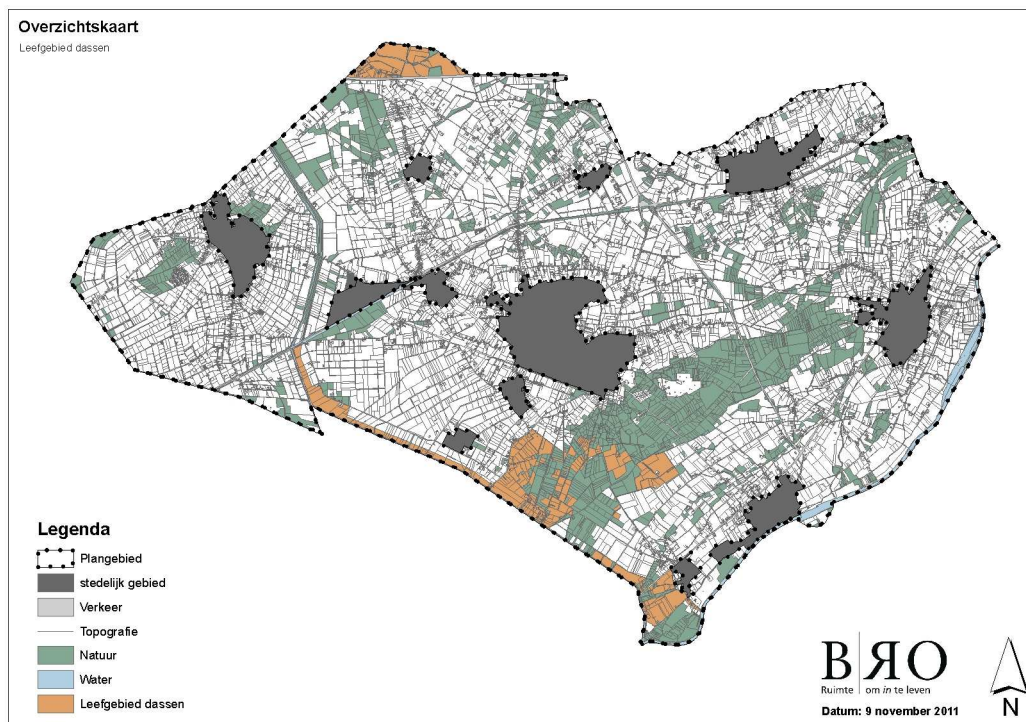 Overzichtskaart
Leefgebied dassen
Legenda
Plangebied
stedelijk gebied
Verkeer
Topografie
Natuur
Water
Leefgebied dassen
BRO
Ruimte om in te leven
Datum: 9 november 2011
N